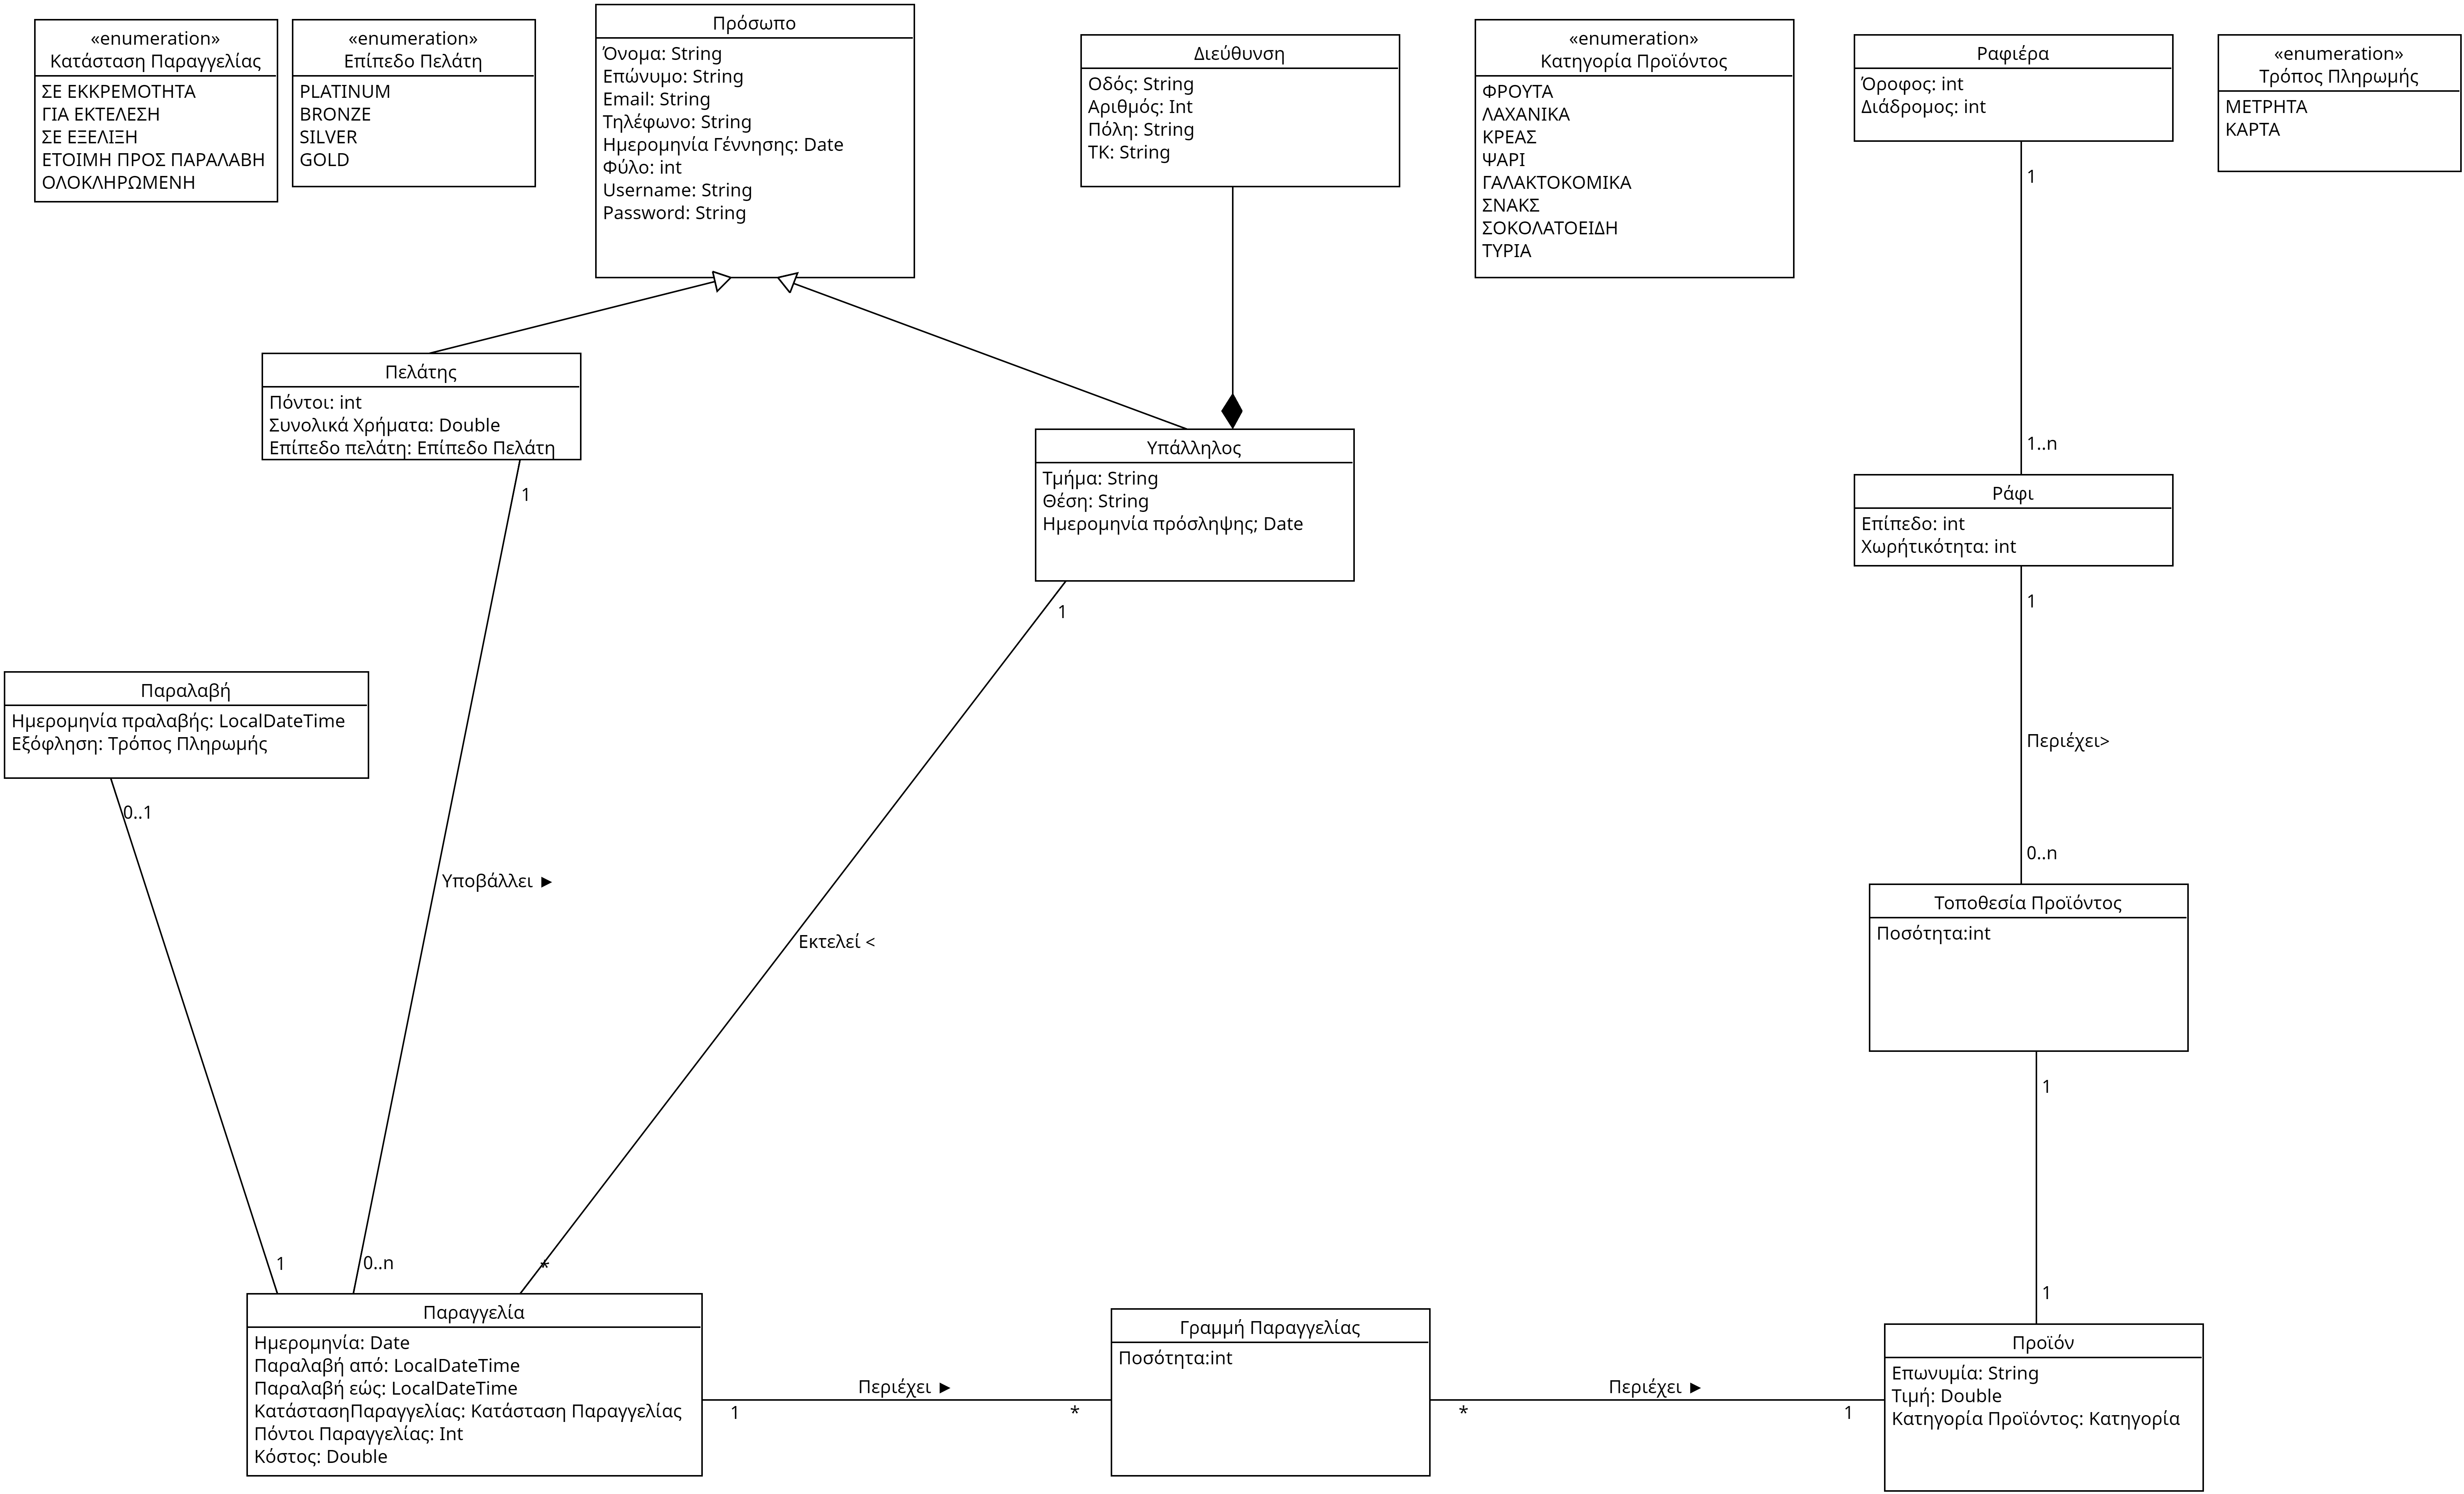 «enumeration»
Κατάσταση Παραγγελίας
ΣΕ ΕΚΚΡΕΜΟΤΗΤΑ
ΓΙΑ ΕΚΤΕΛΕΣΗ
ΣΕ ΕΞΕΛΙΞΗ
ΕΤΟΙΜΗ ΠΡΟΣ ΠΑΡΑΛΑΒΗ
ΟΛΟΚΛΗΡΩΜΕΝΗ
«enumeration»
Επίπεδο Πελάτη
PLATINUM
BRONZE
SILVER
GOLD
Πρόσωπο
Όνομα: String
Επώνυμο: String
Email: String
Τηλέφωνο: String
Ημερομηνία Γέννησης: Date
Φύλο: int
Username: String
Password: String
Διεύθυνση
Οδός: String
Αριθμός: Int
Πόλη: String
ΤΚ: String
«enumeration»
Κατηγορία Προϊόντος
ΦΡΟΥΤΑ
ΛΑΧΑΝΙΚΑ
ΚΡΕΑΣ
ΨΑΡΙ
ΓΑΛΑΚΤΟΚΟΜΙΚΑ
ΣΝΑΚΣ
ΣΟΚΟΛΑΤΟΕΙΔΗ
ΤΥΡΙΑ
Ραφιέρα
Όροφος: int
Διάδρομος: int
«enumeration»
Τρόπος Πληρωμής
ΜΕΤΡΗΤΑ
ΚΑΡΤΑ
1
1..n
Πελάτης
Πόντοι: int
Συνολικά Χρήματα: Double
Επίπεδο πελάτη: Επίπεδο Πελάτη
1
Υπάλληλος
Τμήμα: String
Θέση: String
Ημερομηνία πρόσληψης; Date
1
Ράφι
Επίπεδο: int
Χωρήτικότητα: int
1
Περιέχει>
0..n
Παραλαβή
Ημερομηνία πραλαβής: LocalDateTime
Εξόφληση: Τρόπος Πληρωμής
0..1
Υποβάλλει ►
Εκτελεί <
Τοποθεσία Προϊόντος
Ποσότητα:int
1
1
1
0..n
*
Παραγγελία
Ημερομηνία: Date
Παραλαβή από: LocalDateTime
Παραλαβή εώς: LocalDateTime
ΚατάστασηΠαραγγελίας: Κατάσταση Παραγγελίας
Πόντοι Παραγγελίας: Int
Κόστος: Double
Περιέχει ►
1
*
Γραμμή Παραγγελίας
Ποσότητα:int
Περιέχει ►
*
1
Προϊόν
Επωνυμία: String
Τιμή: Double
Κατηγορία Προϊόντος: Κατηγορία